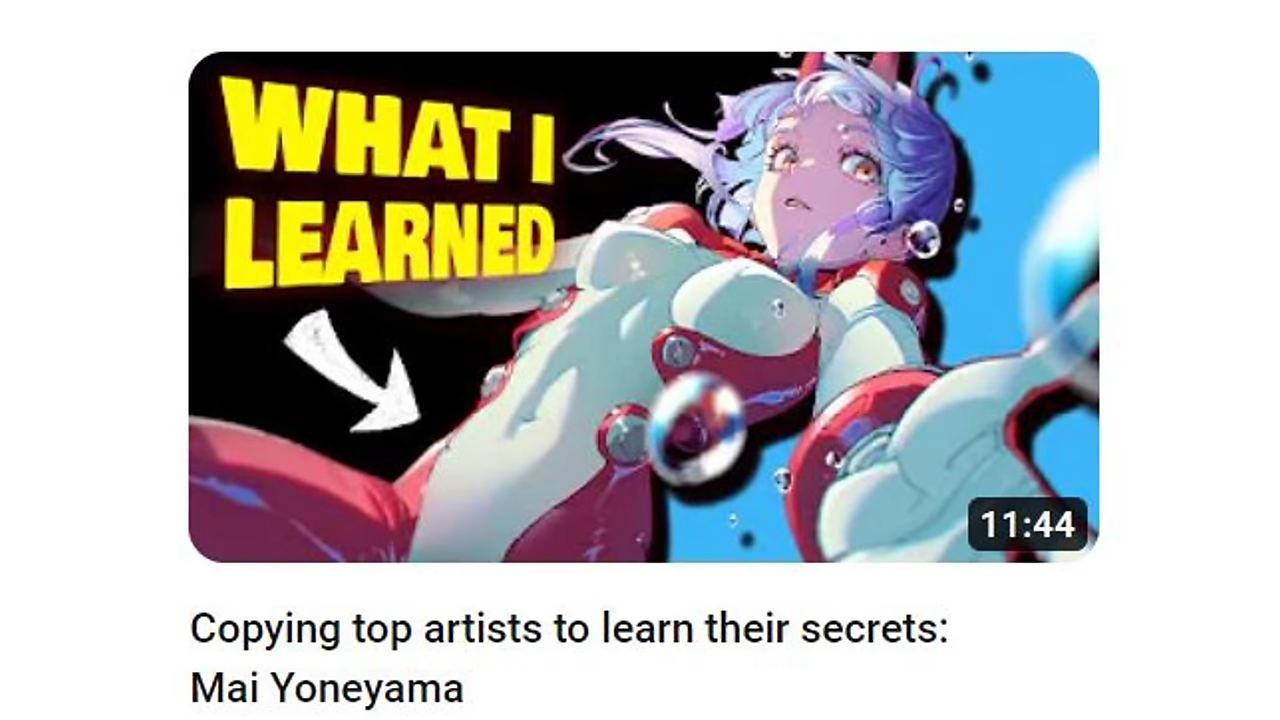 WHAT I
LEARNED
11:44
Copying top artists to learn their secrets:
Mai Yoneyama